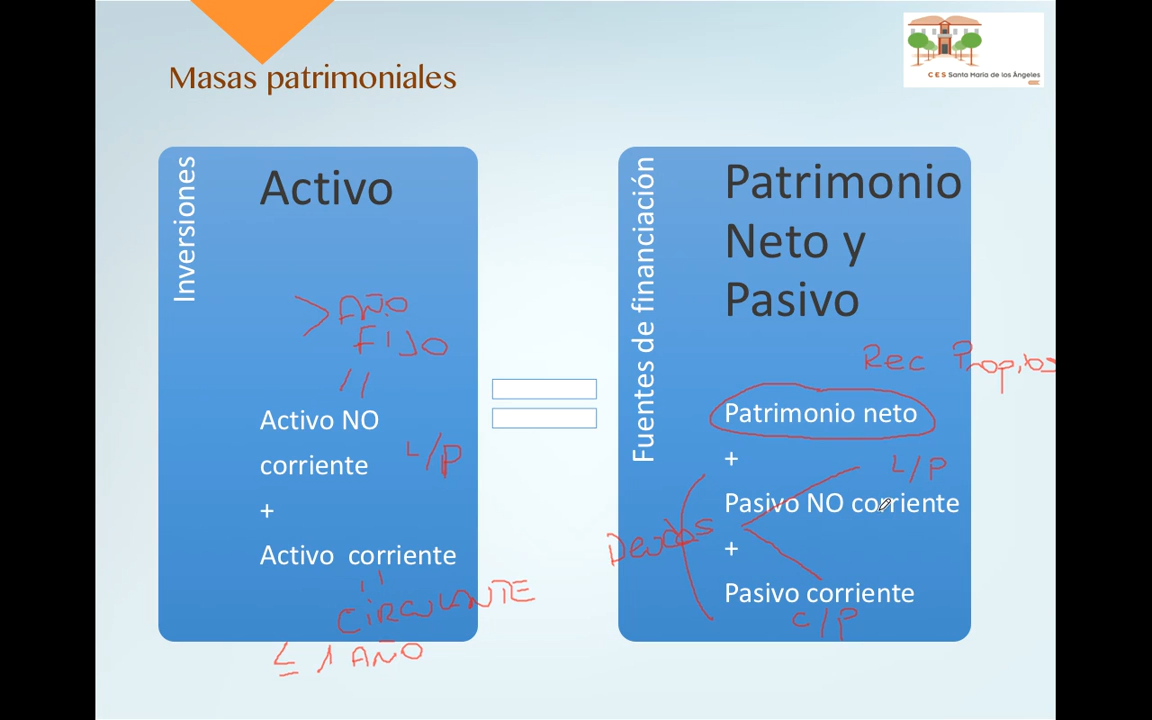 Masas patrimoniales
CES Santa María de los Ángeles
Inversiones
Activo
> AÑO
FIJO
//
Activo NO
corriente
L/P
+
Activo corriente
11
CIRCULANTE
≤ 1 AÑO
Fuentes de financiación
Patrimonio
Neto y
Pasivo
Rec Propios
Patrimonio neto
+
L/P
Pasivo NO corriente
Deudas
+
Pasivo corriente
C/P